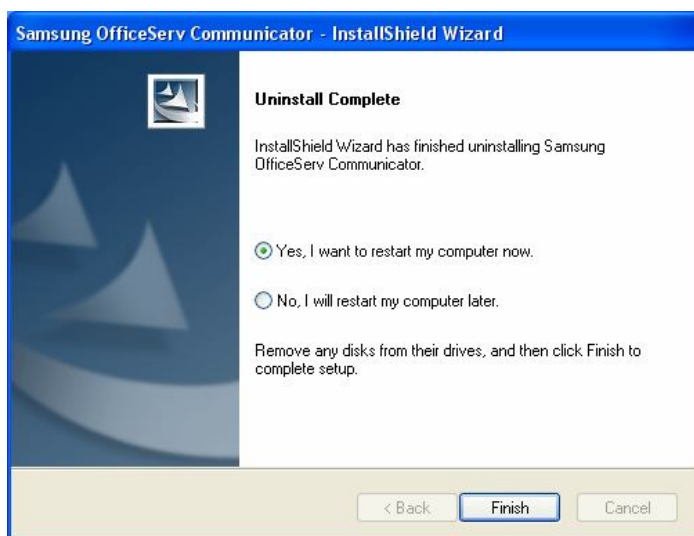 Samsung OfficeServ Communicator - InstallShield Wizard
Uninstall Complete
InstallShield Wizard has finished uninstalling Samsung
OfficeServ Communicator.
Yes, I want to restart my computer now.
No, I will restart my computer later.
Remove any disks from their drives, and then click Finish to
complete setup.
< Back Finish Cancel